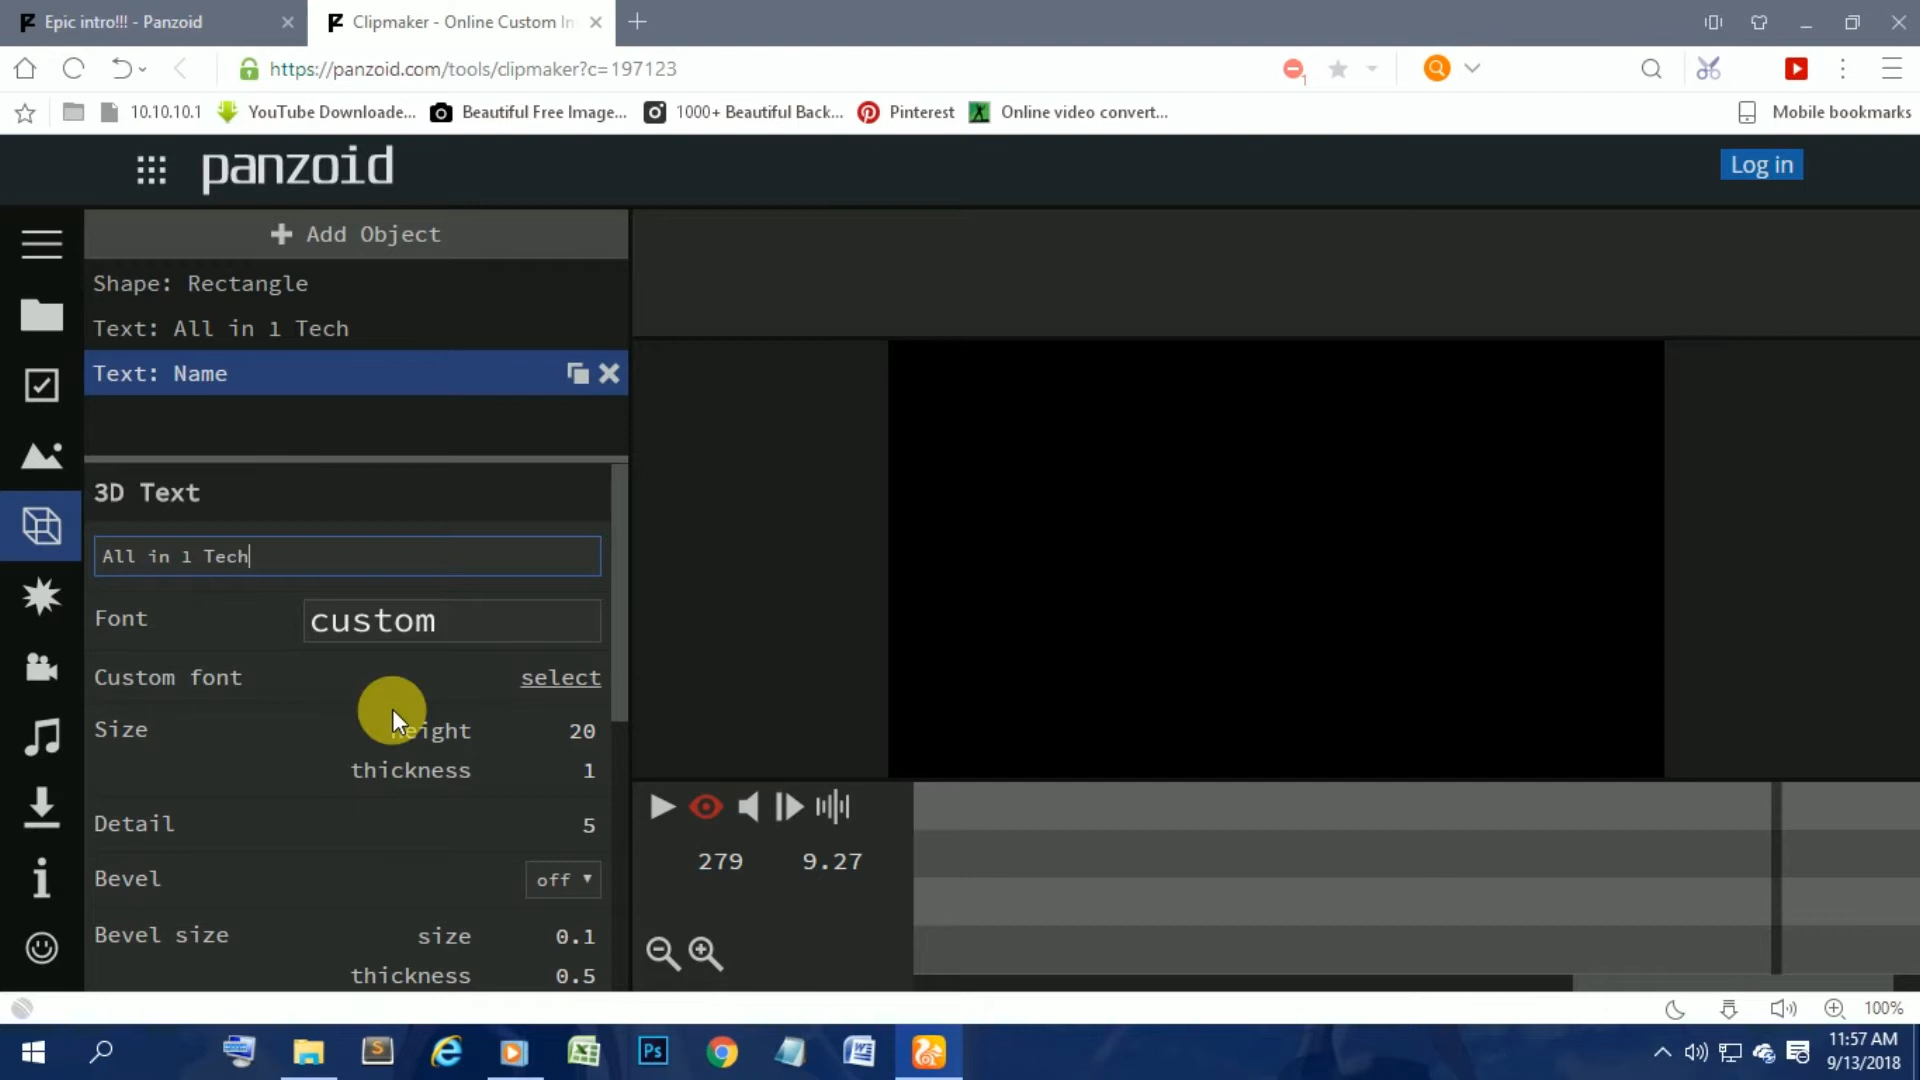 Epic intro!!! - Panzoid
Clipmaker - Online Custom In
https://panzoid.com/tools/clipmaker?c=197123
1
10.10.10.1
YouTube Downloade...
Beautiful Free Image...
1000+ Beautiful Back...
Pinterest
Online video convert...
Mobile bookmarks
panzoid
Log in
Add Object
Shape: Rectangle
Text: All in 1 Tech
Text: Name
3D Text
All in 1 Tech
Font custom
Custom font select
Size height 20
thickness 1
Detail 5
Bevel off
Bevel size size 0.1
thickness 0.5
279 9.27
100%
S
Ps
11:57 AM
9/13/2018